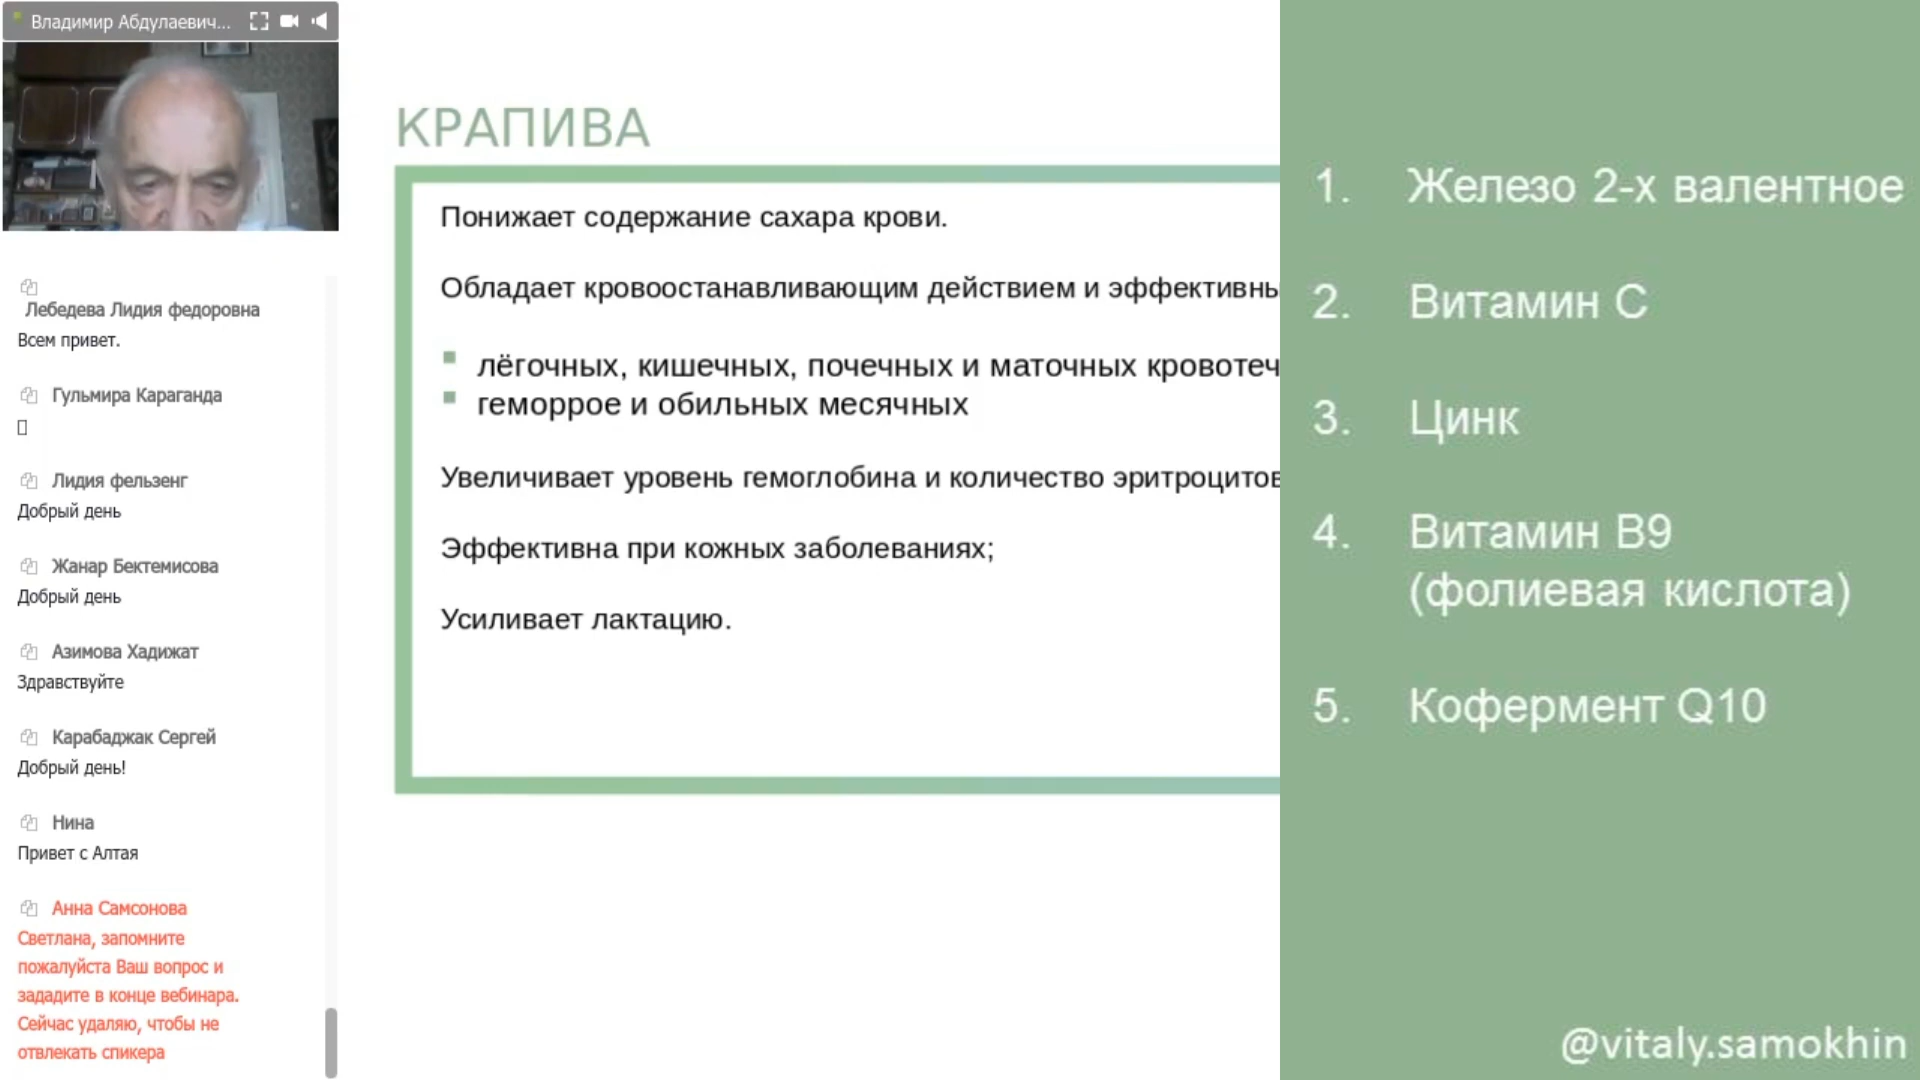 Владимир Абдулаевич...
Лебедева Лидия федоровна
Всем привет.
Гульмира Караганда
Лидия фельзенг
Добрый день
Жанар Бектемисова
Добрый день
Азимова Хадижат
Здравствуйте
Карабаджак Сергей
Добрый день!
Нина
Привет с Алтая
Анна Самсонова
Светлана, запомните
пожалуйста Ваш вопрос и
зададите в конце вебинара.
Сейчас удаляю, чтобы не
отвлекать спикера
КРАПИВА
Понижает содержание сахара крови.
Обладает кровоостанавливающим действием и эффективны
лёгочных, кишечных, почечных и маточных кровотеч
геморрое и обильных месячных
Увеличивает уровень гемоглобина и количество эритроцитов
Эффективна при кожных заболеваниях;
Усиливает лактацию.
1. Железо 2-х валентное
2. Витамин С
3. Цинк
4. Витамин В9
(фолиевая кислота)
5. Кофермент Q10
@vitaly.samokhin